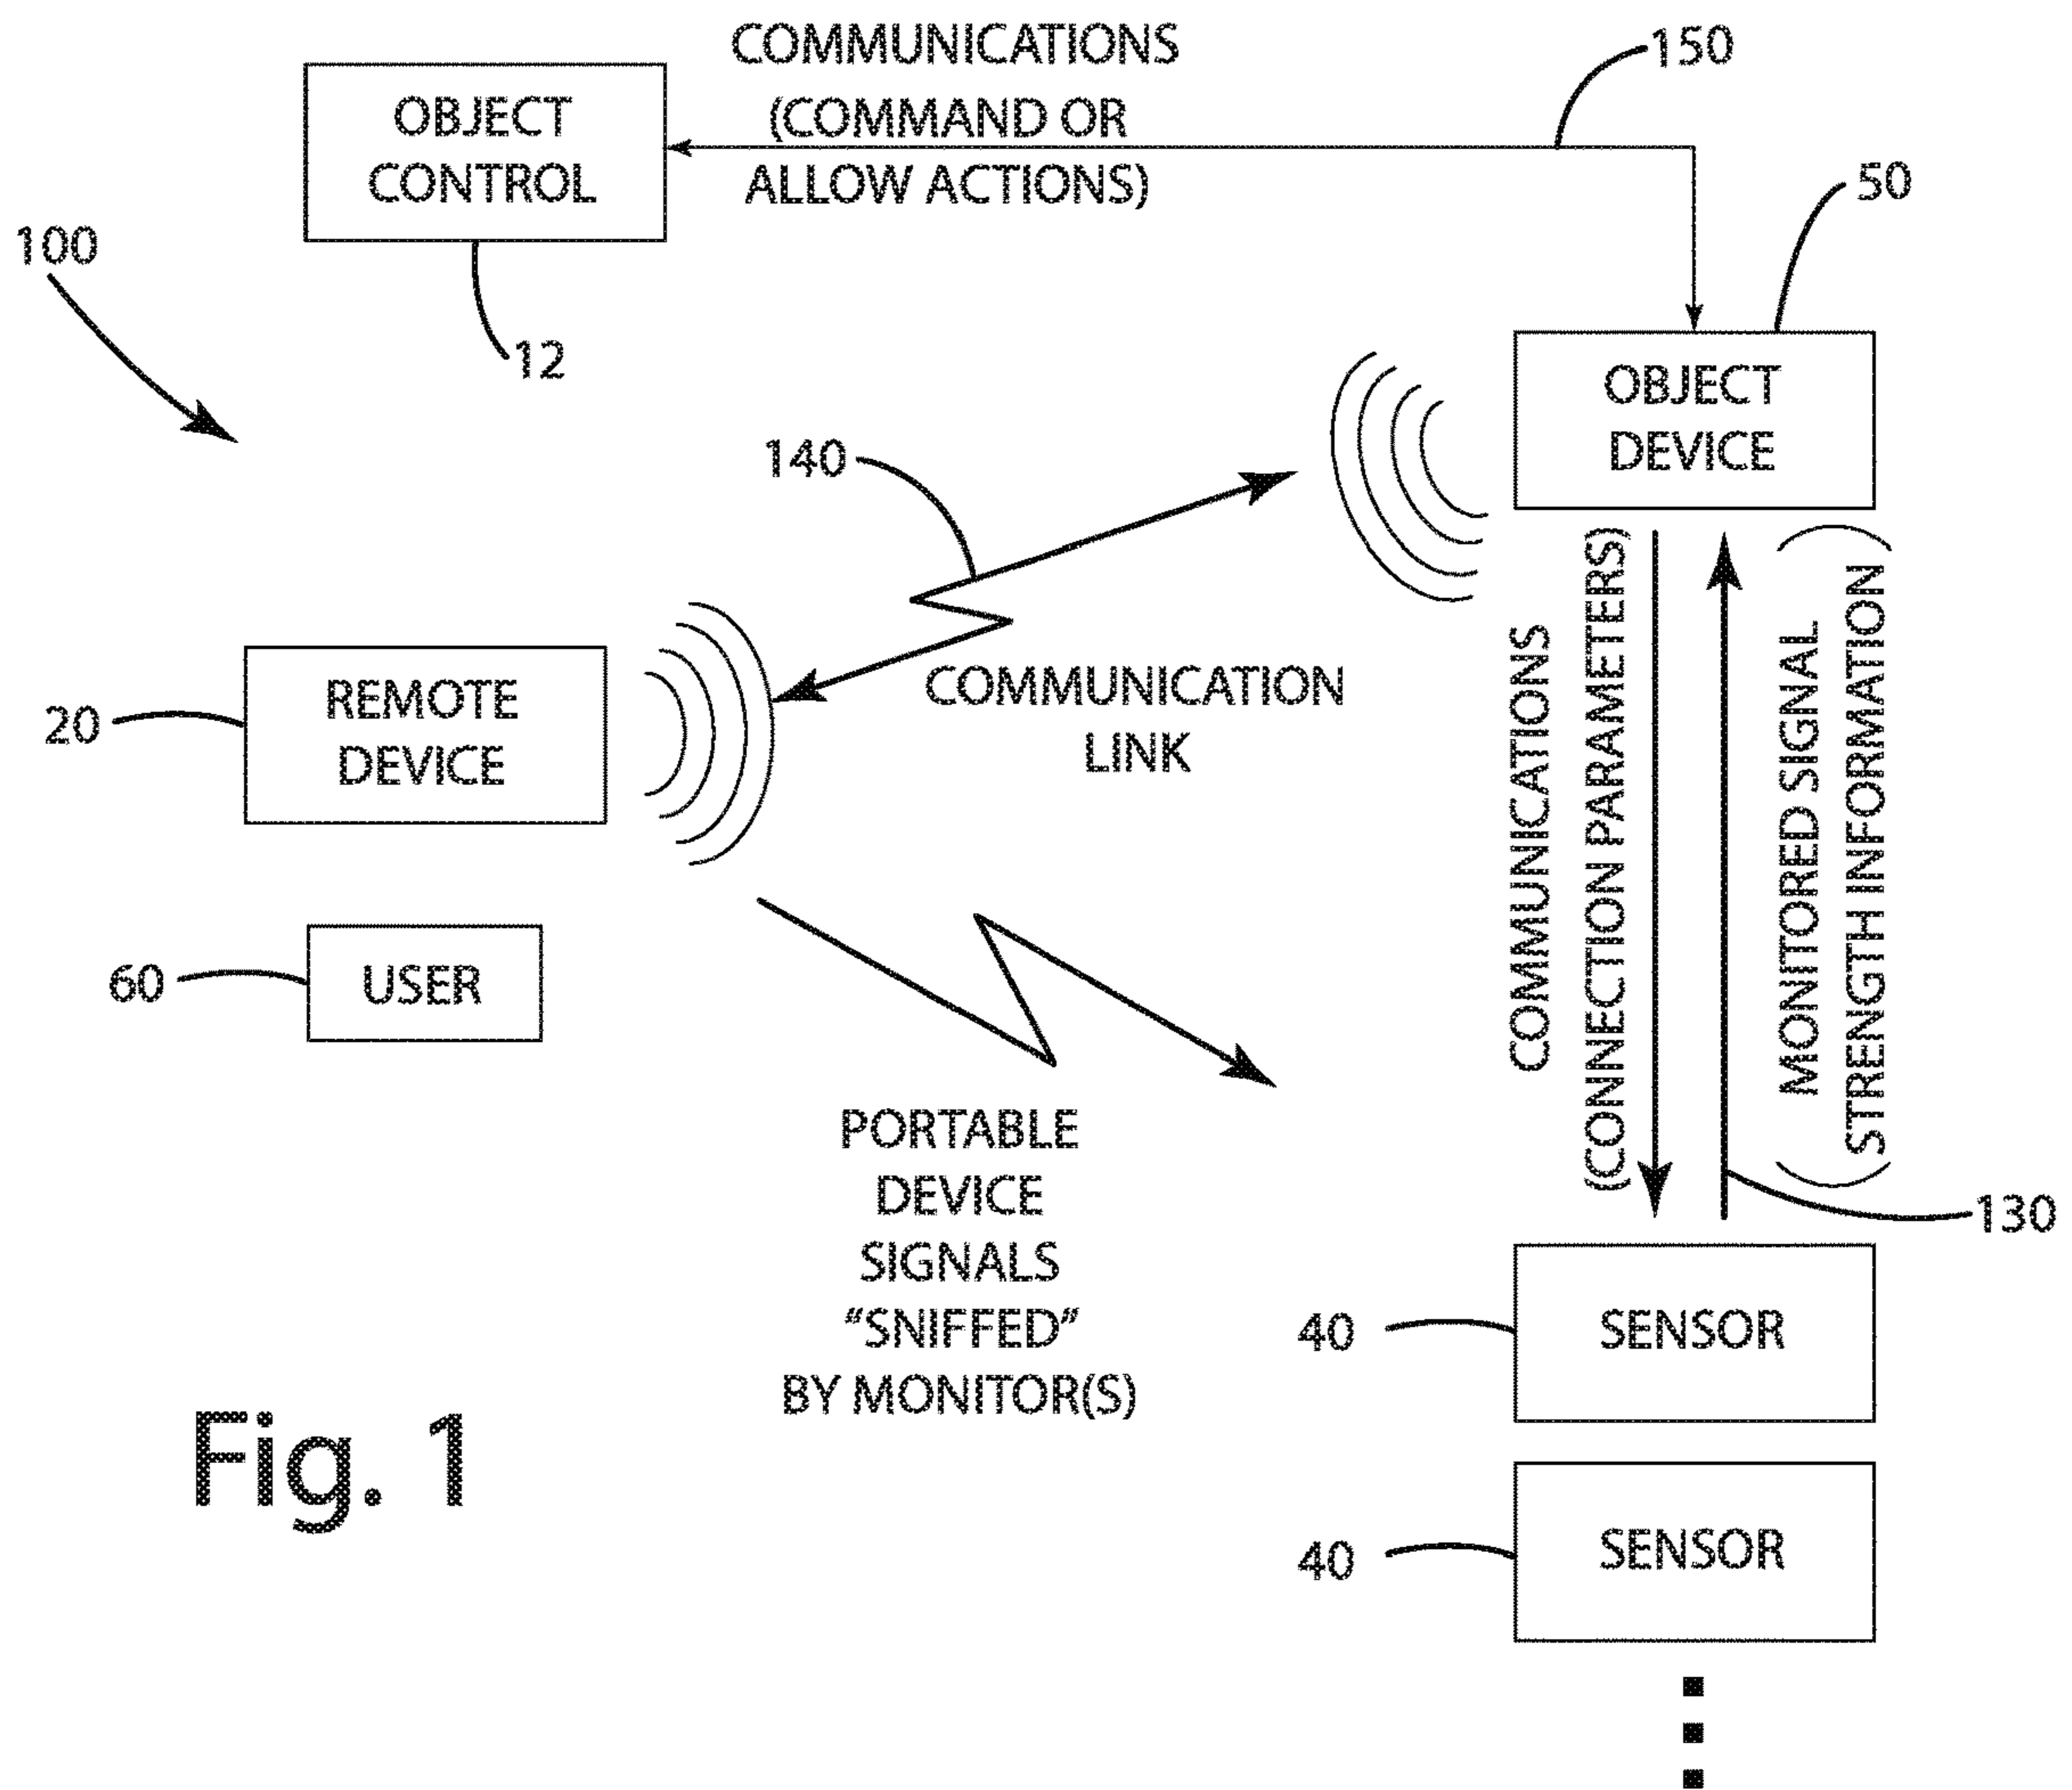 COMMUNICATIONS
(COMMAND OR
ALLOW ACTIONS)
150
OBJECT
CONTROL
50
100
12
OBJECT
DEVICE
140
REMOTE
DEVICE
20
COMMUNICATION
LINK
COMMUNICATIONS
(CONNECTION PARAMETERS)
(MONITORED SIGNAL
STRENGTH INFORMATION)
60
USER
PORTABLE
DEVICE
SIGNALS
“SNIFFED”
BY MONITOR(S)
130
40
SENSOR
40
SENSOR
Fig. 1